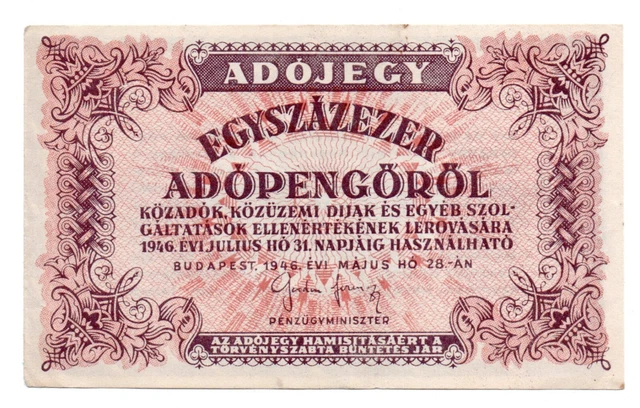 ADÓJEGY
EGYSZÁZEZER
ADÓPENGŐRŐL
KÖZADÓK, KÖZÜZEMI DIJAK ÉS EGYÉB SZOL-
GÁLTATÁSOK ELLENÉRTÉKÉNEK LEROVÁSÁRA
1946. ÉVI JULIUS HÓ 31. NAPJÁIG HASZNÁLHATÓ
BUDAPEST, 1946. ÉVI MÁJUS HÓ 28.-ÁN
PÉNZÜGYMINISZTER
AZ ADÓJEGY HAMISITÁSÁÉRT A
TÖRVÉNYSZABTA BÜNTETÉS JÁR